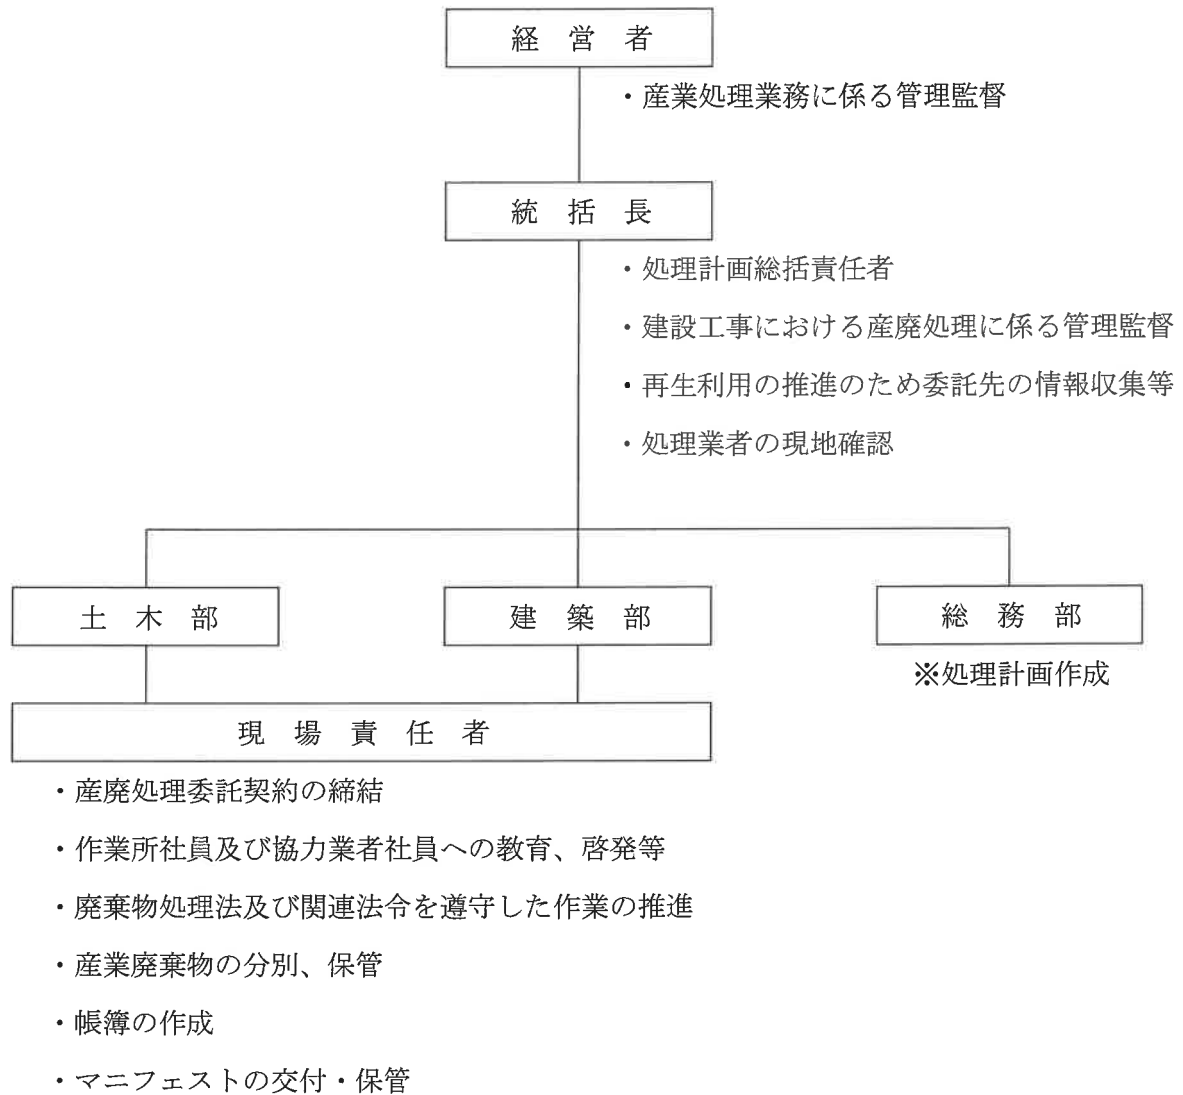 経営者
・産業処理業務に係る管理監督
統括長
・処理計画総括責任者
・建設工事における産廃処理に係る管理監督
・再生利用の推進のため委託先の情報収集等
・処理業者の現地確認
土木部 建築部 総務部
※処理計画作成
現場責任者
・産廃処理委託契約の締結
・作業所社員及び協力業者社員への教育、啓発等
・廃棄物処理法及び関連法令を遵守した作業の推進
・産業廃棄物の分別、保管
・帳簿の作成
・マニフェストの交付・保管